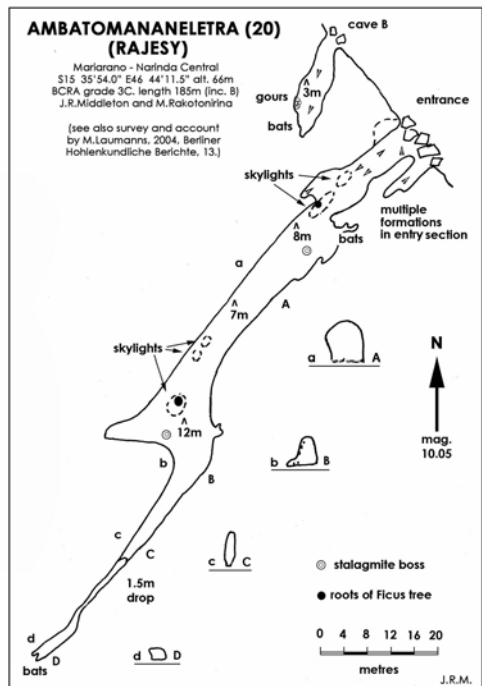 AMBATOMANANELETRA (20)
(RAJESY)
Mariarano - Narinda Central
S15 35'54.0" E46 44'11.5" alt. 66m
BCRA grade 3C. length 185m (inc. B)
J.R.Middleton and M.Rakotonirina
(see also survey and account
by M.Laumanns, 2004, Berliner
Hohlenkundliche Berichte, 13.)
cave B
3m
gours
bats
entrance
skylights
multiple
formations
in entry section
8m
bats
a
A
7m
skylights
12m
b
B
c
C
1.5m
drop
d
D
bats
a A
b B
c C
d D
N
mag.
10.05
stalagmite boss
roots of Ficus tree
0 4 8 12 16 20
metres
J.R.M.